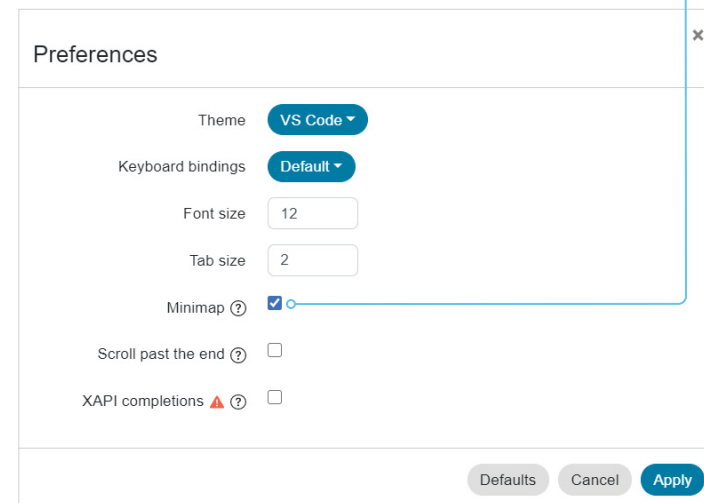 Preferences
Theme VS Code
Keyboard bindings Default
Font size 12
Tab size 2
Minimap
Scroll past the end
XAPI completions
Defaults Cancel Apply